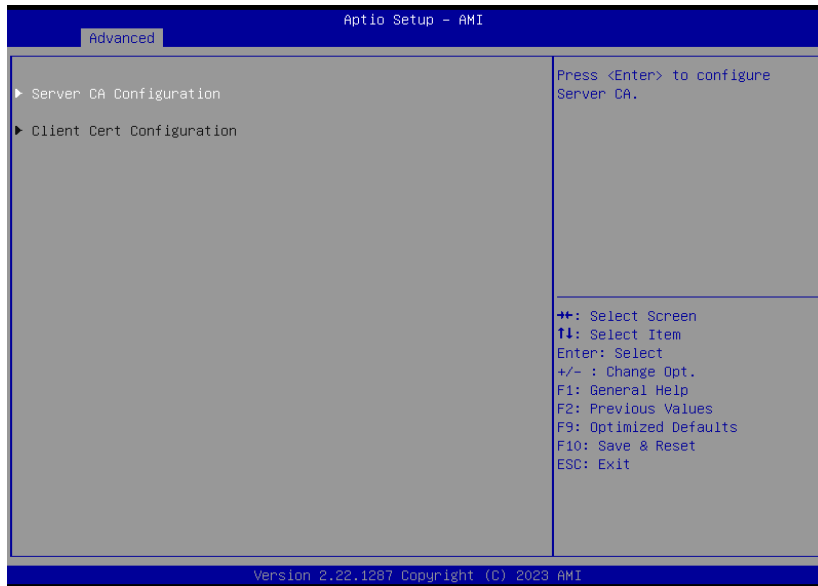 Aptio Setup – AMI
Advanced
▶ Server CA Configuration
▶ Client Cert Configuration
Press <Enter> to configure
Server CA.
→←: Select Screen
↑↓: Select Item
Enter: Select
+/- : Change Opt.
F1: General Help
F2: Previous Values
F9: Optimized Defaults
F10: Save & Reset
ESC: Exit
Version 2.22.1287 Copyright (C) 2023 AMI